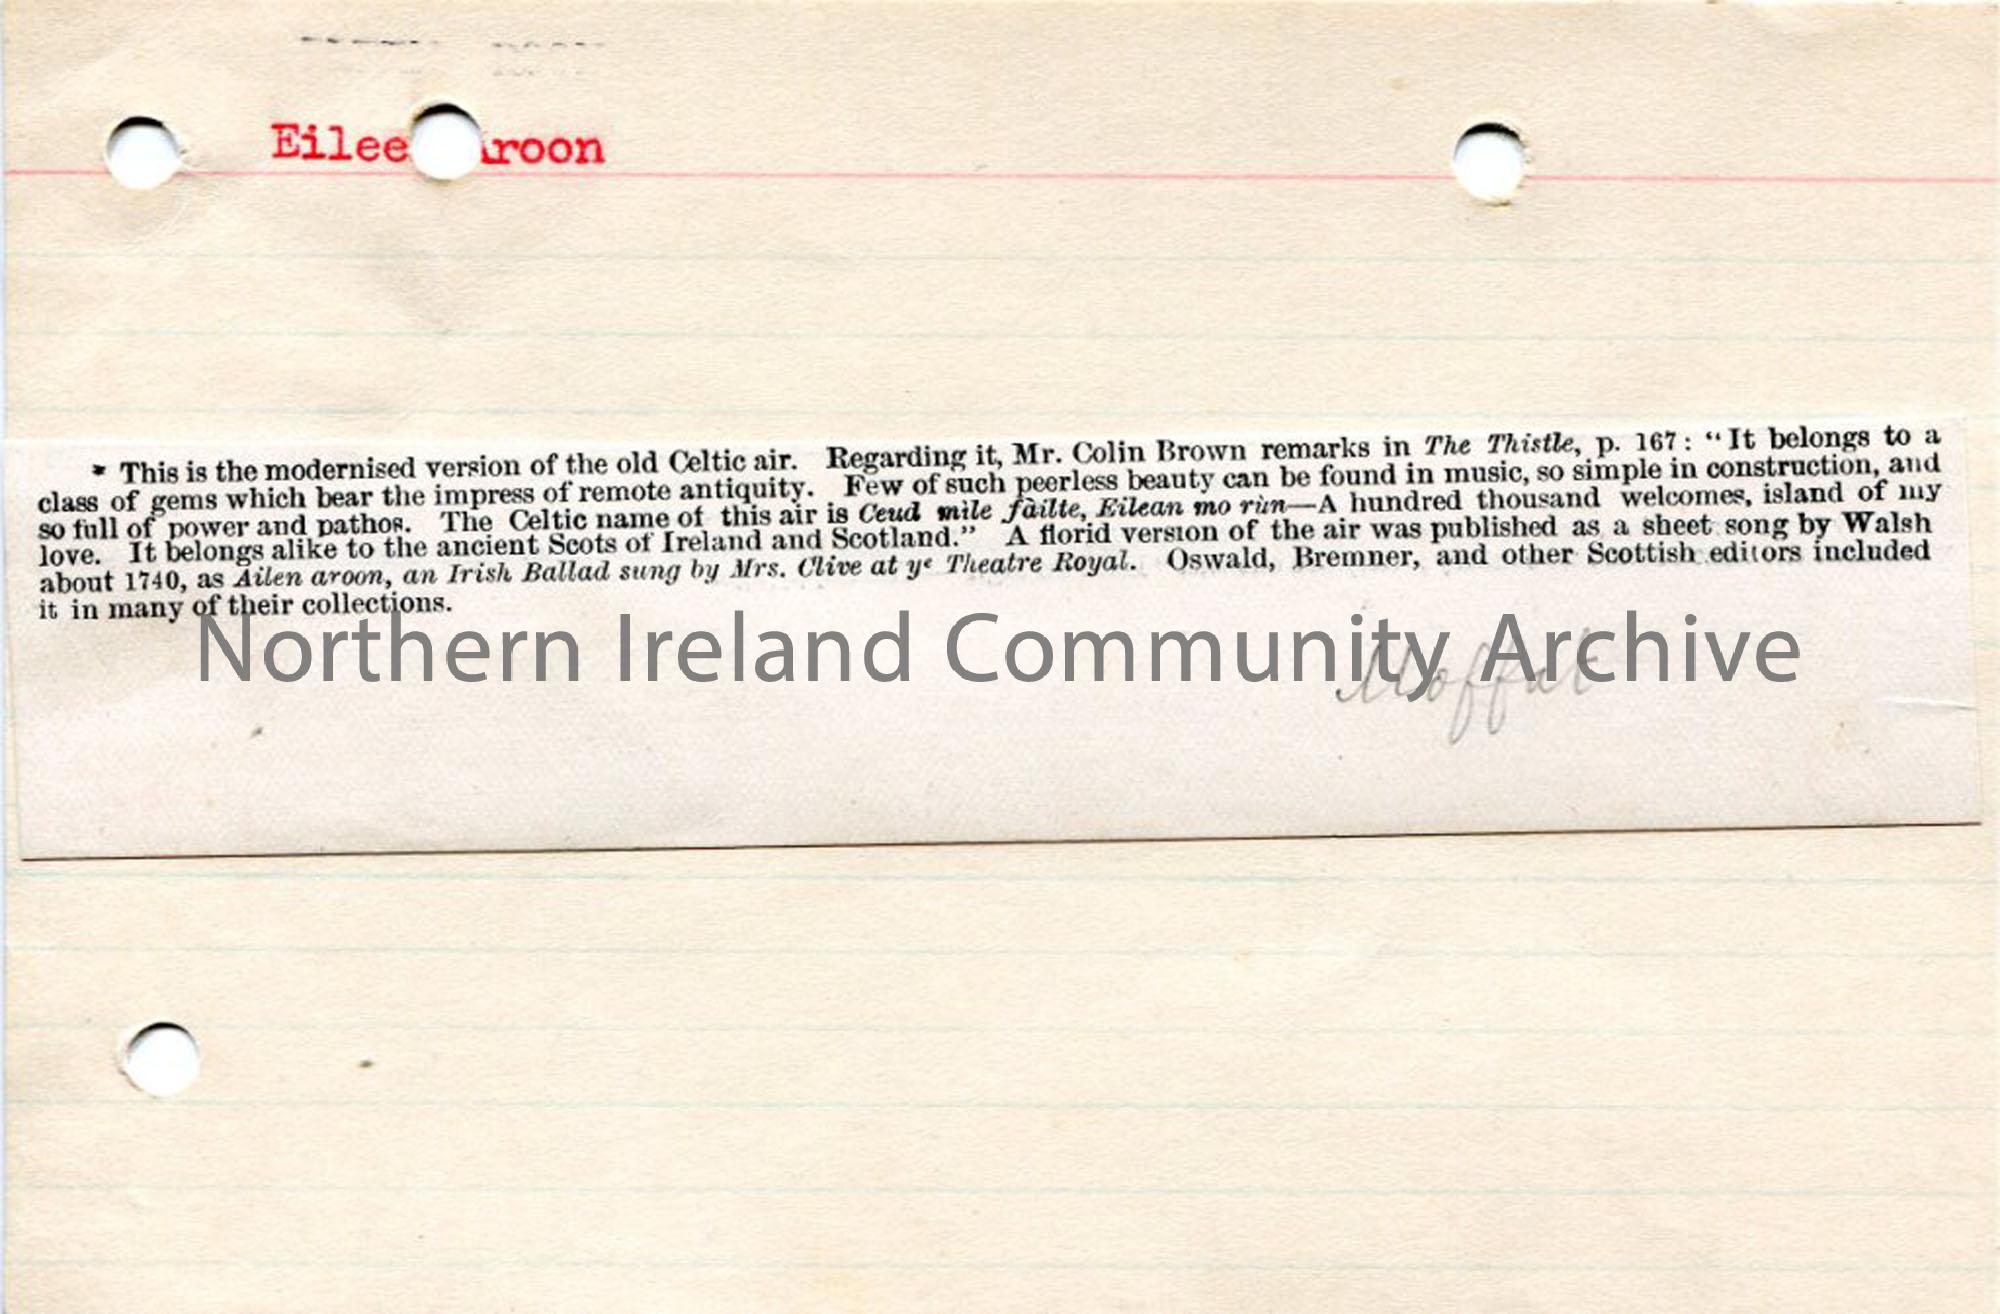 Eilee roon
* This is the modernised version of the old Celtic air. Regarding it, Mr. Colin Brown remarks in The Thistle, p. 167: “It belongs to a
class of gems which bear the impress of remote antiquity. Few of such peerless beauty can be found in music, so simple in construction, and
so full of power and pathos. The Celtic name of this air is Ceud mile fàilte, Eilean mo rùn—A hundred thousand welcomes, island of my
love. It belongs alike to the ancient Scots of Ireland and Scotland.” A florid version of the air was published as a sheet song by Walsh
about 1740, as Ailen aroon, an Irish Ballad sung by Mrs. Clive at yᵉ Theatre Royal. Oswald, Bremner, and other Scottish editors included
it in many of their collections.
Northern Ireland Community Archive
Moffat